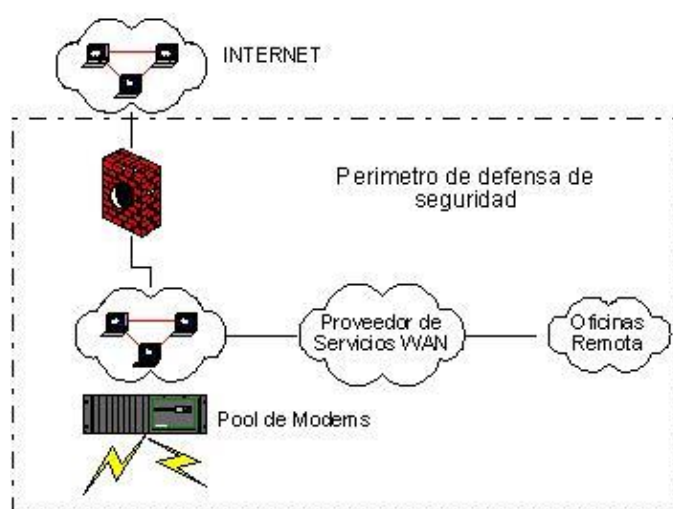 INTERNET
Perimetro de defensa de
seguridad
Proveedor de
Servicios WAN
Oficinas
Remota
Pool de Modems